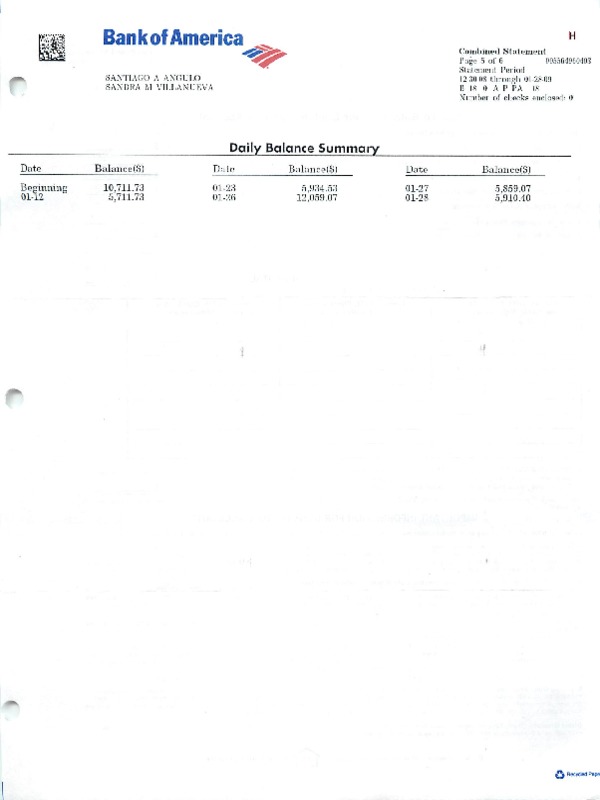 Bank of America
H
SANTIAGO A ANGULO
SANDRA M VILLANUEVA
Combined Statement
Page 5 of 6
Statement Period
12-30-08 through 01-28-09
E 18 0 A P PA 18
Number of checks enclosed: 0
Daily Balance Summary
Date Balance($) Date Balance($) Date Balance($)
Beginning 10,711.73 01-23 5,934.53 01-27 5,859.07
01-12 5,711.73 01-26 12,059.07 01-28 5,910.40
Recycled Paper